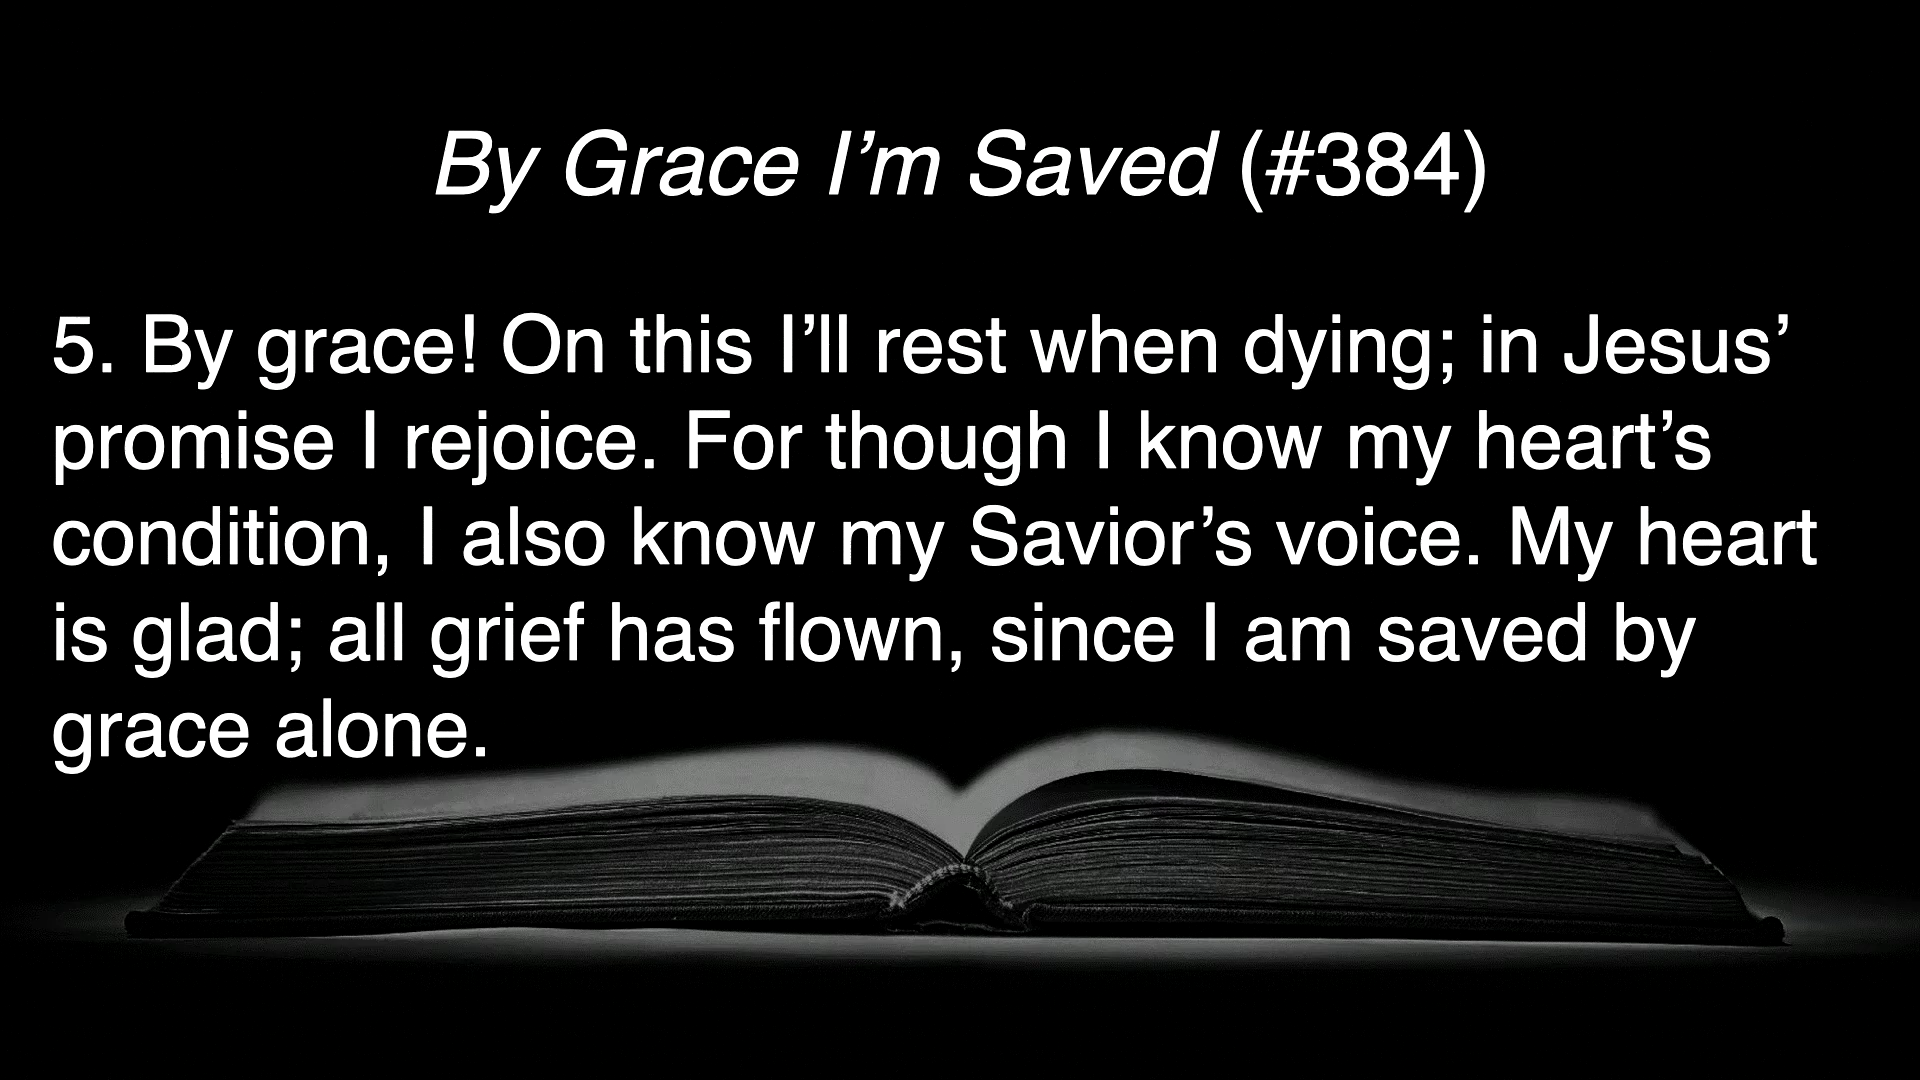 By Grace I’m Saved (#384)
5. By grace! On this I’ll rest when dying; in Jesus’
promise I rejoice. For though I know my heart’s
condition, I also know my Savior’s voice. My heart
is glad; all grief has flown, since I am saved by
grace alone.